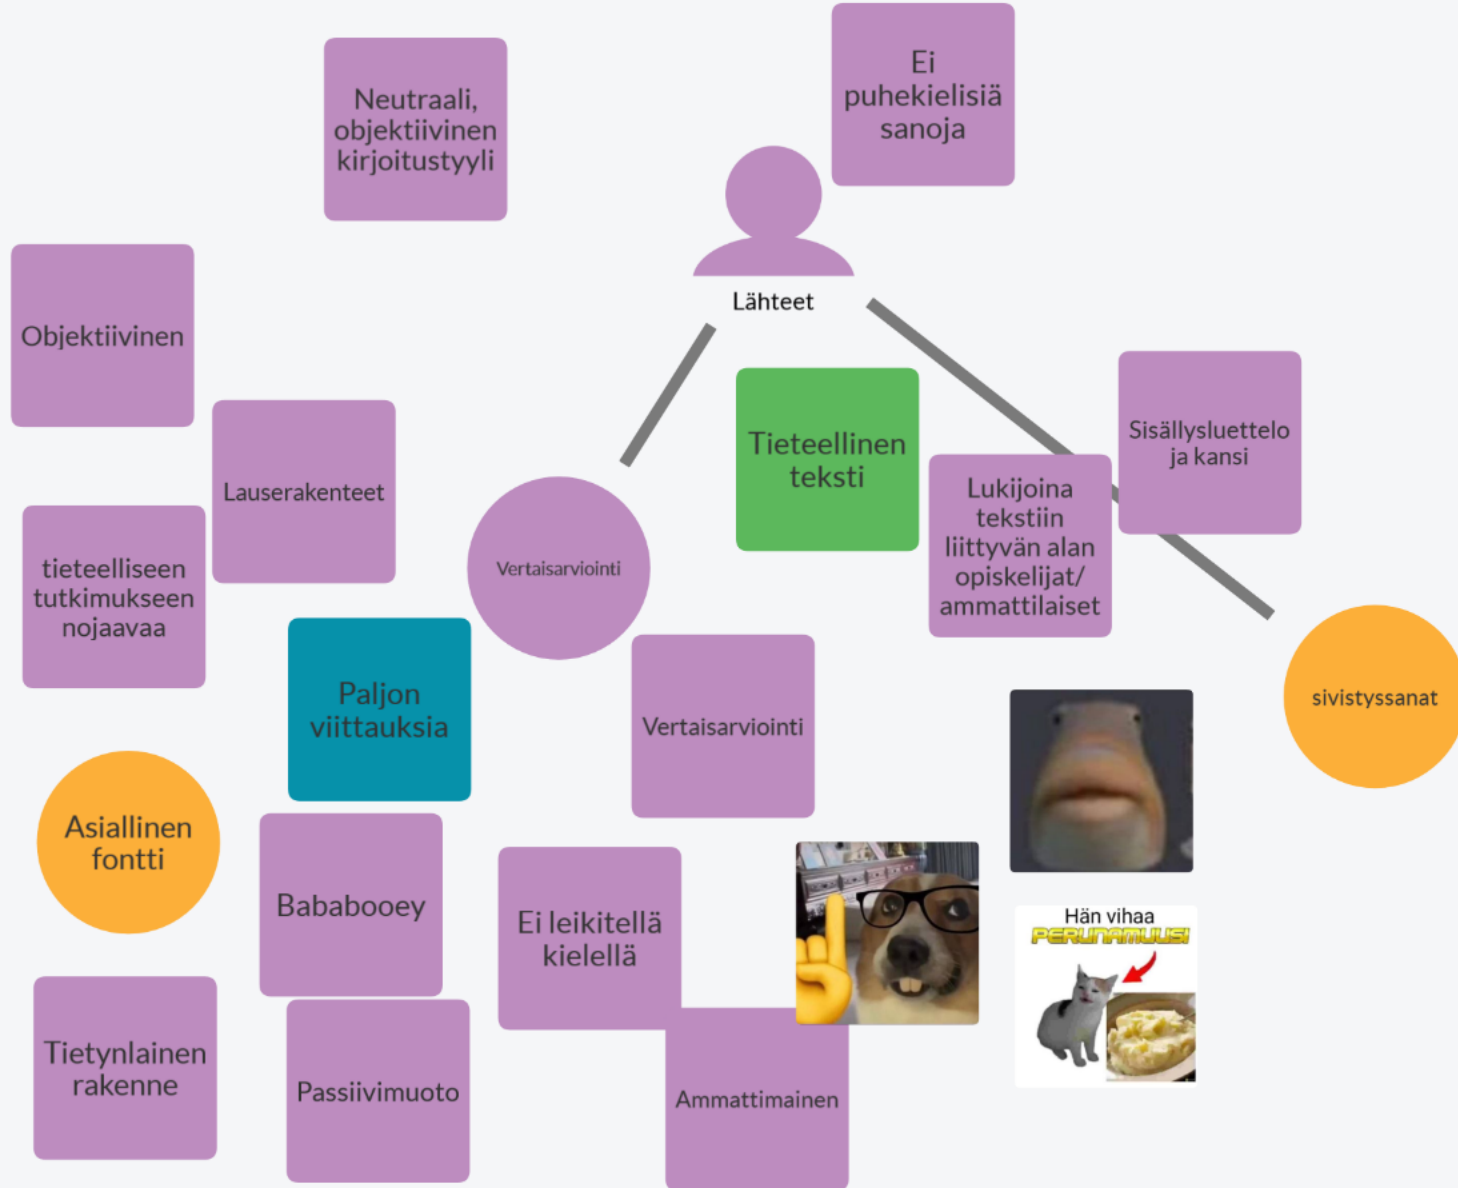 Ei
puhekielisiä
sanoja
Neutraali,
objektiivinen
kirjoitustyyli
Lähteet
Objektiivinen
Tieteellinen
teksti
Sisällysluettelo
ja kansi
Lauserakenteet
Lukijoina
tekstiin
liittyvän alan
opiskelijat/
ammattilaiset
tieteelliseen
tutkimukseen
nojaavaa
Vertaisarviointi
Paljon
viittauksia
Vertaisarviointi
sivistyssanat
Asiallinen
fontti
Bababooey
Ei leikitellä
kielellä
Hän vihaa
PERUNAMUUSI
Tietynlainen
rakenne
Passiivimuoto
Ammattimainen